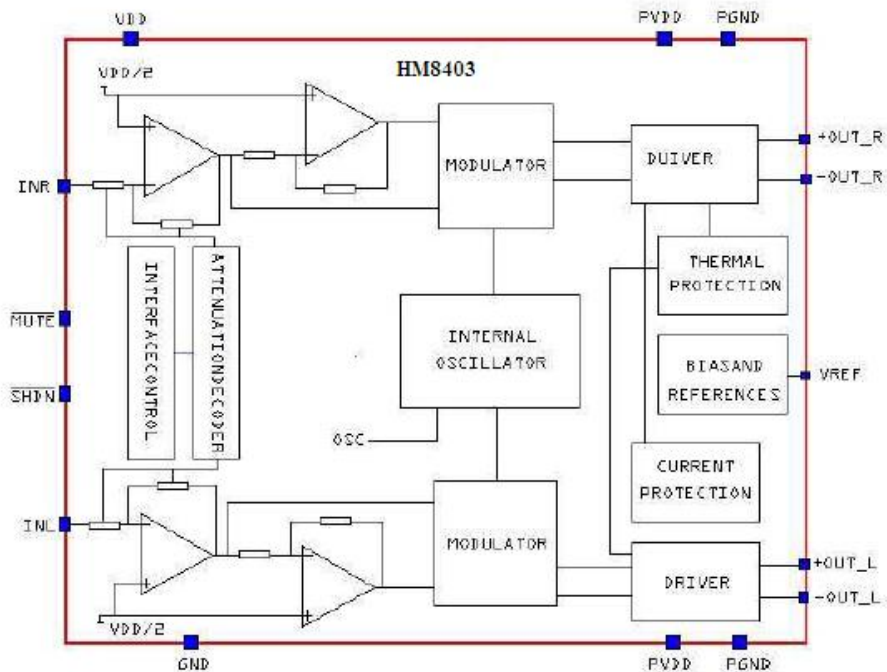 VDD
PVDD
PGND
HM8403
VDD/2
INR
MODULATOR
DUIVER
+OUT_R
-OUT_R
INTERFACECONTROL
ATTENUATIONDECODER
THERMAL
PROTECTION
MUTE
INTERNAL
OSCILLATOR
BIASAND
REFERENCES
VREF
SHDN
OSC
CURRENT
PROTECTION
INL
MODULATOR
DRIVER
+OUT_L
-OUT_L
VDD/2
GND
PVDD
PGND